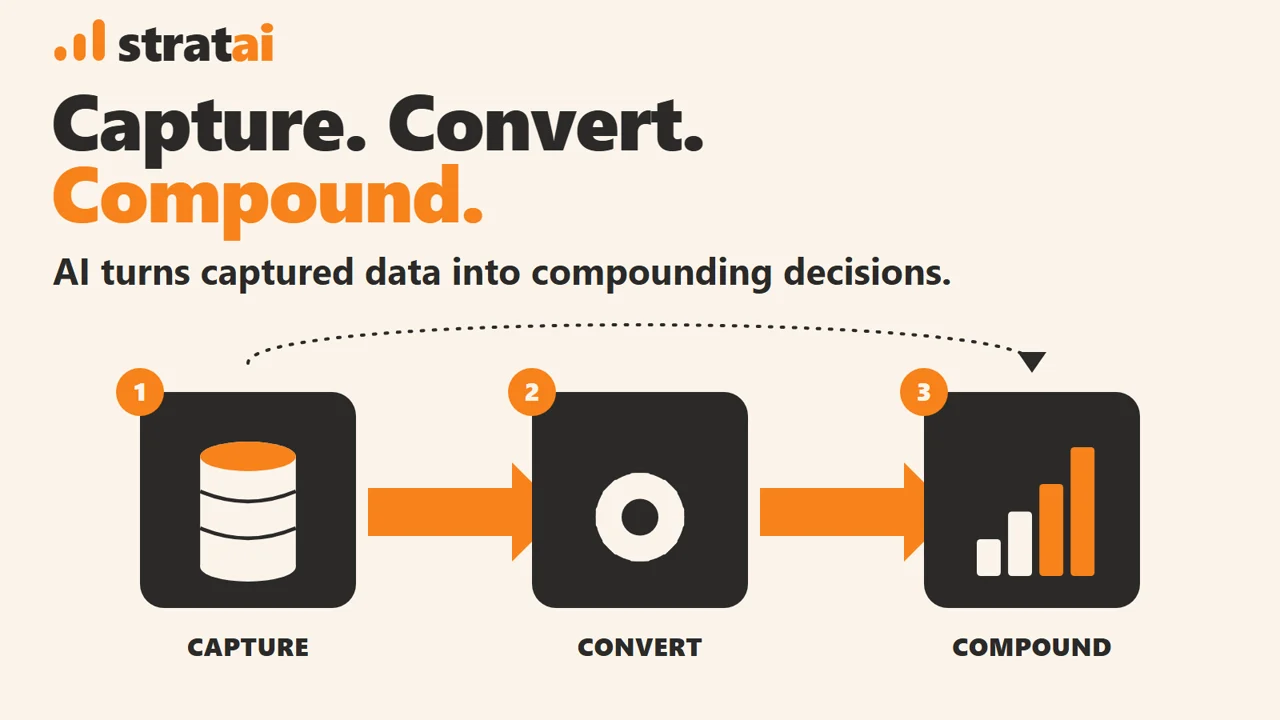 stratai
Capture. Convert.
Compound.
AI turns captured data into compounding decisions.
1
2
3
CAPTURE
CONVERT
COMPOUND